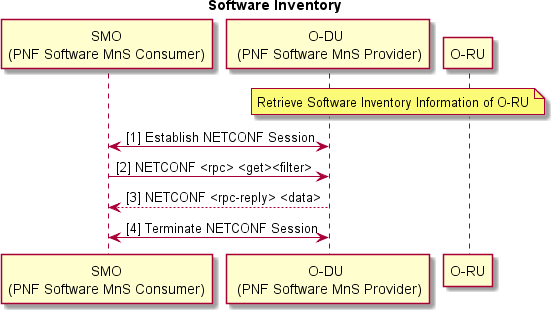 Software Inventory
SMO
(PNF Software MnS Consumer)
O-DU
(PNF Software MnS Provider)
O-RU
Retrieve Software Inventory Information of O-RU
[1] Establish NETCONF Session
[2] NETCONF <rpc> <get><filter>
[3] NETCONF <rpc-reply> <data>
[4] Terminate NETCONF Session
SMO
(PNF Software MnS Consumer)
O-DU
(PNF Software MnS Provider)
O-RU